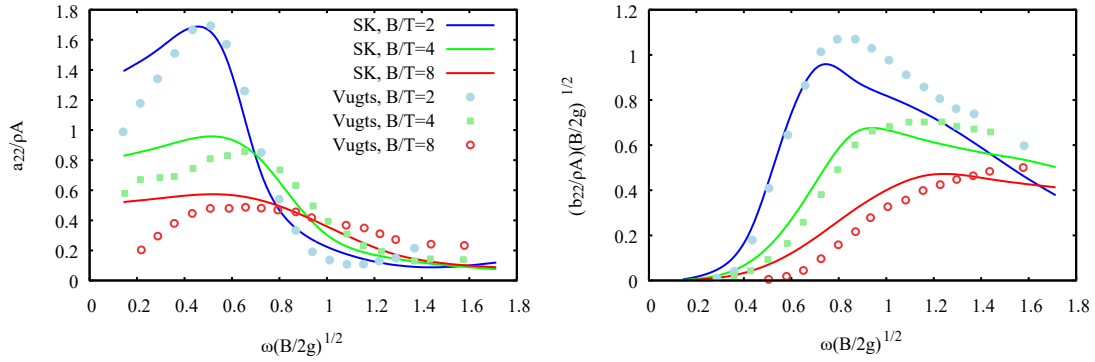 a22/ρA
1.8
1.6
1.4
1.2
1
0.8
0.6
0.4
0.2
0
0 0.2 0.4 0.6 0.8 1 1.2 1.4 1.6 1.8
ω(B/2g)^1/2
SK, B/T=2
SK, B/T=4
SK, B/T=8
Vugts, B/T=2
Vugts, B/T=4
Vugts, B/T=8
(b22/ρA)(B/2g)^1/2
1.2
1
0.8
0.6
0.4
0.2
0
0 0.2 0.4 0.6 0.8 1 1.2 1.4 1.6 1.8
ω(B/2g)^1/2